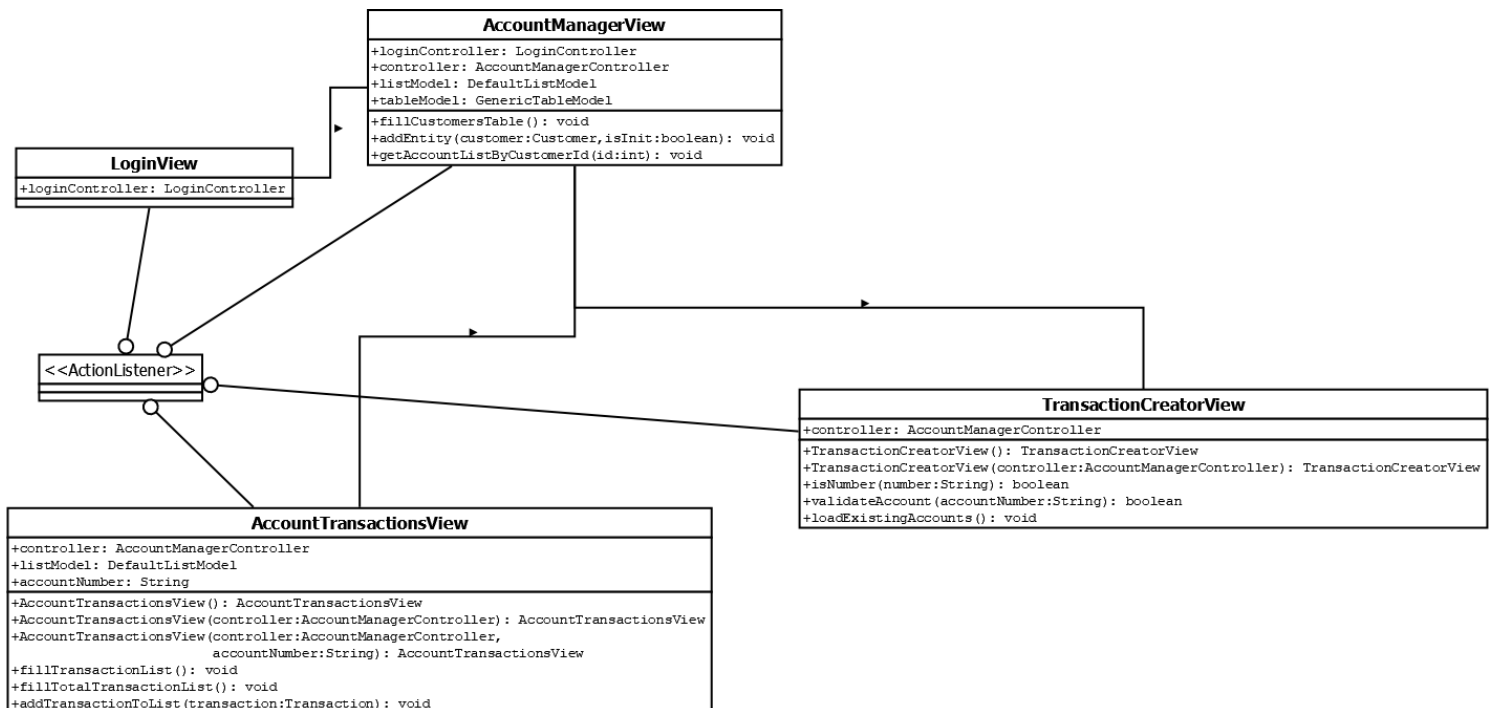 AccountManagerView
+loginController: LoginController
+controller: AccountManagerController
+listModel: DefaultListModel
+tableModel: GenericTableModel
+fillCustomersTable(): void
+addEntity(customer:Customer,isInit:boolean): void
+getAccountListByCustomerId(id:int): void
LoginView
+loginController: LoginController
<<ActionListener>>
TransactionCreatorView
+controller: AccountManagerController
+TransactionCreatorView(): TransactionCreatorView
+TransactionCreatorView(controller:AccountManagerController): TransactionCreatorView
+isNumber(number:String): boolean
+validateAccount(accountNumber:String): boolean
+loadExistingAccounts(): void
AccountTransactionsView
+controller: AccountManagerController
+listModel: DefaultListModel
+accountNumber: String
+AccountTransactionsView(): AccountTransactionsView
+AccountTransactionsView(controller:AccountManagerController): AccountTransactionsView
+AccountTransactionsView(controller:AccountManagerController,
accountNumber:String): AccountTransactionsView
+fillTransactionList(): void
+fillTotalTransactionList(): void
+addTransactionToList(transaction:Transaction): void